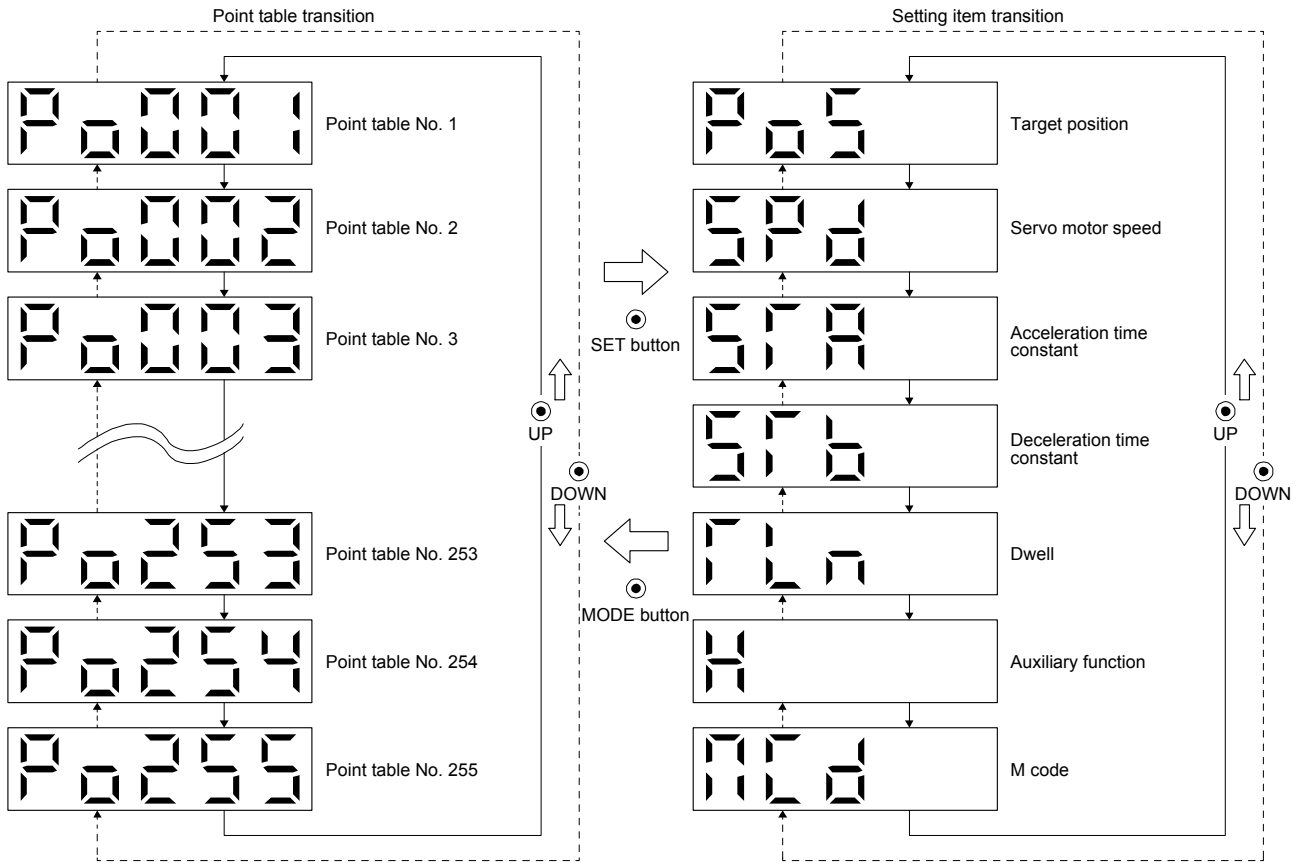 Point table transition
Setting item transition
Po001
Point table No. 1
Po002
Point table No. 2
Po003
Point table No. 3
Po253
Point table No. 253
Po254
Point table No. 254
Po255
Point table No. 255
UP
DOWN
SET button
MODE button
PoS
Target position
SPd
Servo motor speed
STA
Acceleration time
constant
STb
Deceleration time
constant
TLn
Dwell
H
Auxiliary function
MCd
M code
UP
DOWN